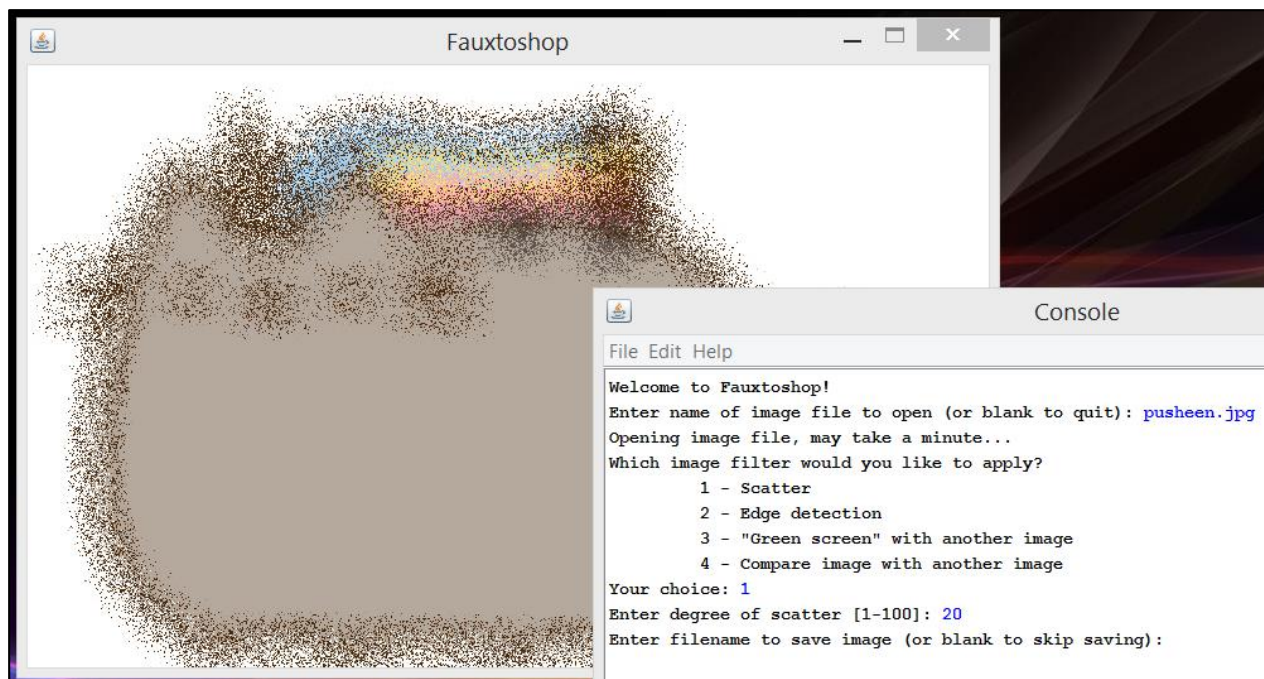 Fauxtoshop
Console
File Edit Help
Welcome to Fauxtoshop!
Enter name of image file to open (or blank to quit): pusheen.jpg
Opening image file, may take a minute...
Which image filter would you like to apply?
1 - Scatter
2 - Edge detection
3 - "Green screen" with another image
4 - Compare image with another image
Your choice: 1
Enter degree of scatter [1-100]: 20
Enter filename to save image (or blank to skip saving):